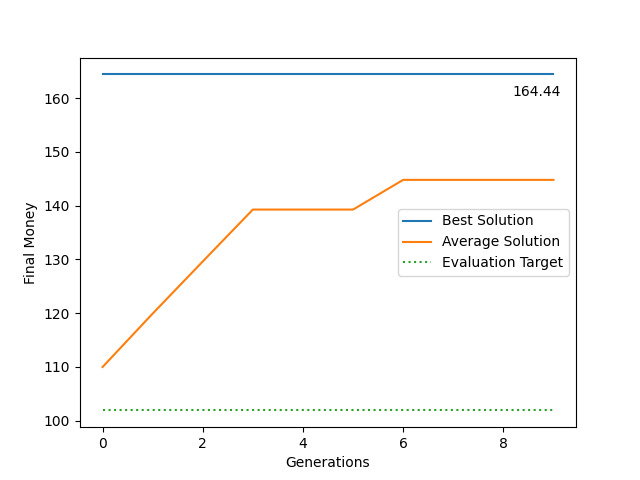 160
150
140
130
120
110
100
0 2 4 6 8
Final Money
Generations
164.44
Best Solution
Average Solution
Evaluation Target